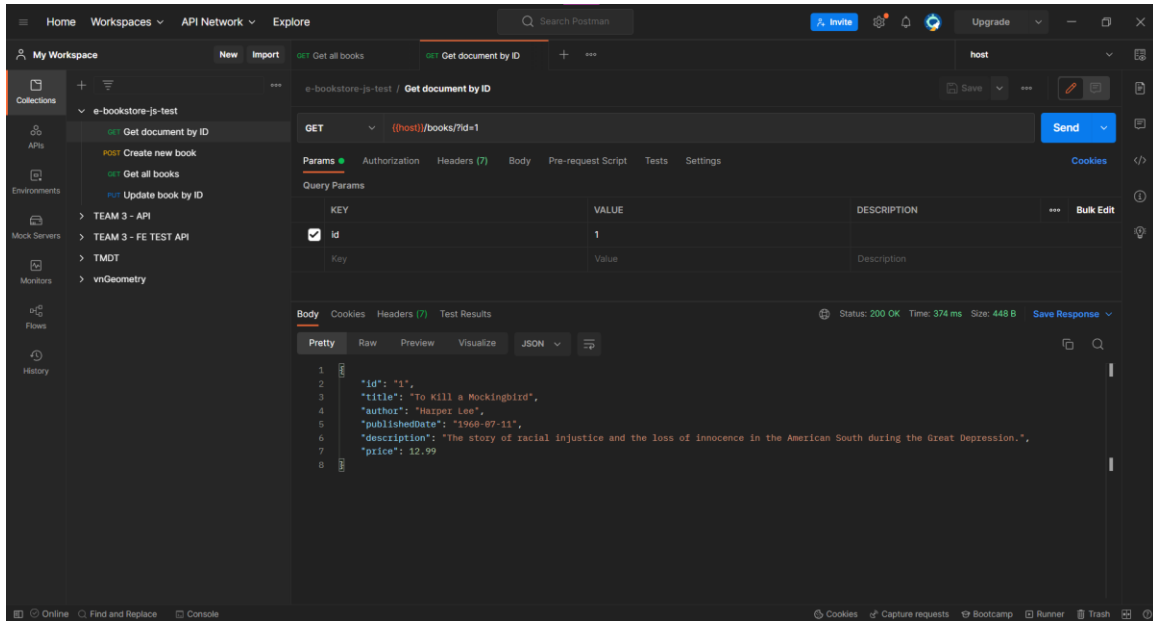 Home Workspaces API Network Explore Search Postman Invite Upgrade
My Workspace New Import GET Get all books GET Get document by ID host
Collections
APIs
Environments
Mock Servers
Monitors
Flows
History
e-bookstore-js-test
GET Get document by ID
POST Create new book
GET Get all books
PUT Update book by ID
TEAM 3 - API
TEAM 3 - FE TEST API
TMDT
vnGeometry
e-bookstore-js-test / Get document by ID Save
GET {{host}}/books/?id=1 Send
Params Authorization Headers (7) Body Pre-request Script Tests Settings Cookies
Query Params
KEY VALUE DESCRIPTION Bulk Edit
id 1
Key Value Description
Body Cookies Headers (7) Test Results Status: 200 OK Time: 374 ms Size: 448 B Save Response
Pretty Raw Preview Visualize JSON
1 {
2 "id": "1",
3 "title": "To Kill a Mockingbird",
4 "author": "Harper Lee",
5 "publishedDate": "1960-07-11",
6 "description": "The story of racial injustice and the loss of innocence in the American South during the Great Depression.",
7 "price": 12.99
8 }
Online Find and Replace Console Cookies Capture requests Bootcamp Runner Trash